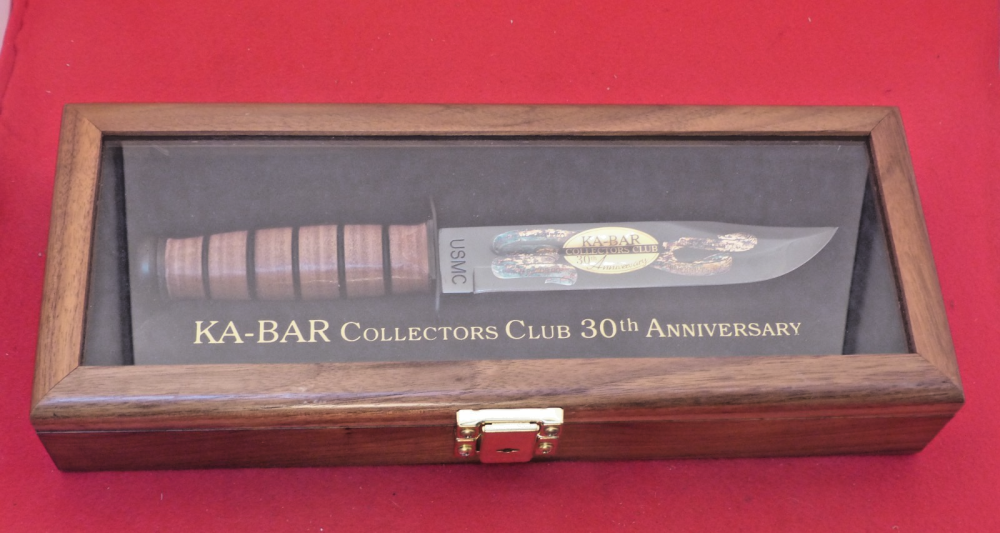 USMC
KA-BAR
COLLECTORS CLUB
30th Anniversary
KA-BAR COLLECTORS CLUB 30th ANNIVERSARY